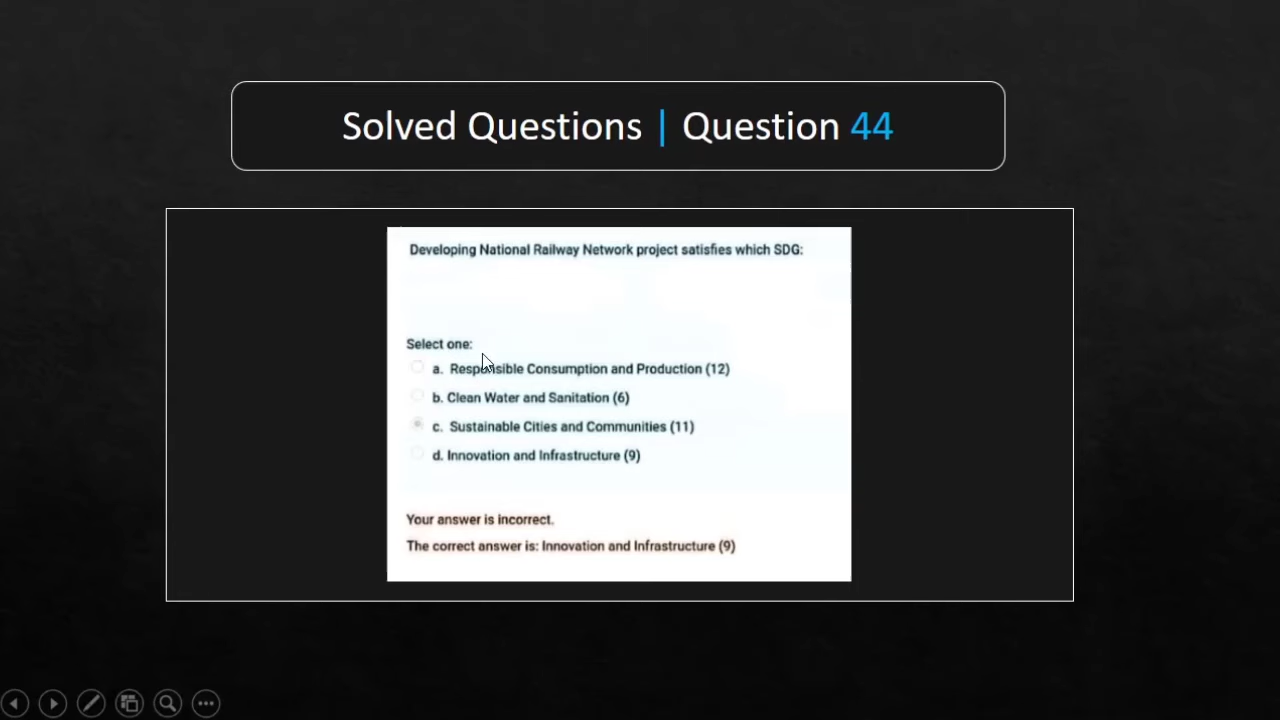 Solved Questions | Question 44
Developing National Railway Network project satisfies which SDG:
Select one:
a. Responsible Consumption and Production (12)
b. Clean Water and Sanitation (6)
c. Sustainable Cities and Communities (11)
d. Innovation and Infrastructure (9)
Your answer is incorrect.
The correct answer is: Innovation and Infrastructure (9)